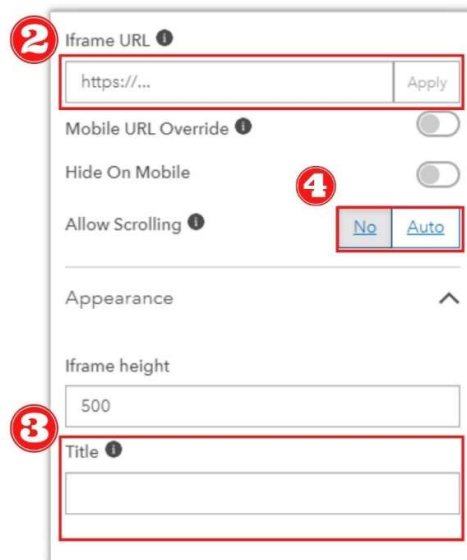 2
Iframe URL i
https://... Apply
Mobile URL Override i
Hide On Mobile
4
Allow Scrolling i No Auto
Appearance
Iframe height
500
3
Title i